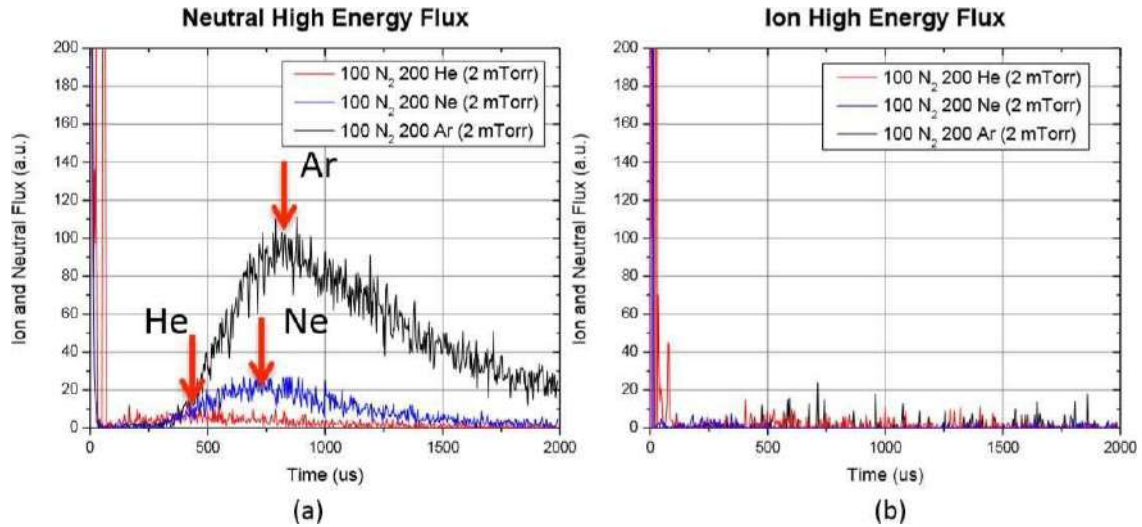 Neutral High Energy Flux
Ion and Neutral Flux (a.u.)
200
180
160
140
120
100
80
60
40
20
0
100 N₂ 200 He (2 mTorr)
100 N₂ 200 Ne (2 mTorr)
100 N₂ 200 Ar (2 mTorr)
Ar
He
Ne
0 500 1000 1500 2000
Time (us)
(a)
Ion High Energy Flux
Ion and Neutral Flux (a.u.)
200
180
160
140
120
100
80
60
40
20
0
100 N₂ 200 He (2 mTorr)
100 N₂ 200 Ne (2 mTorr)
100 N₂ 200 Ar (2 mTorr)
0 500 1000 1500 2000
Time (us)
(b)